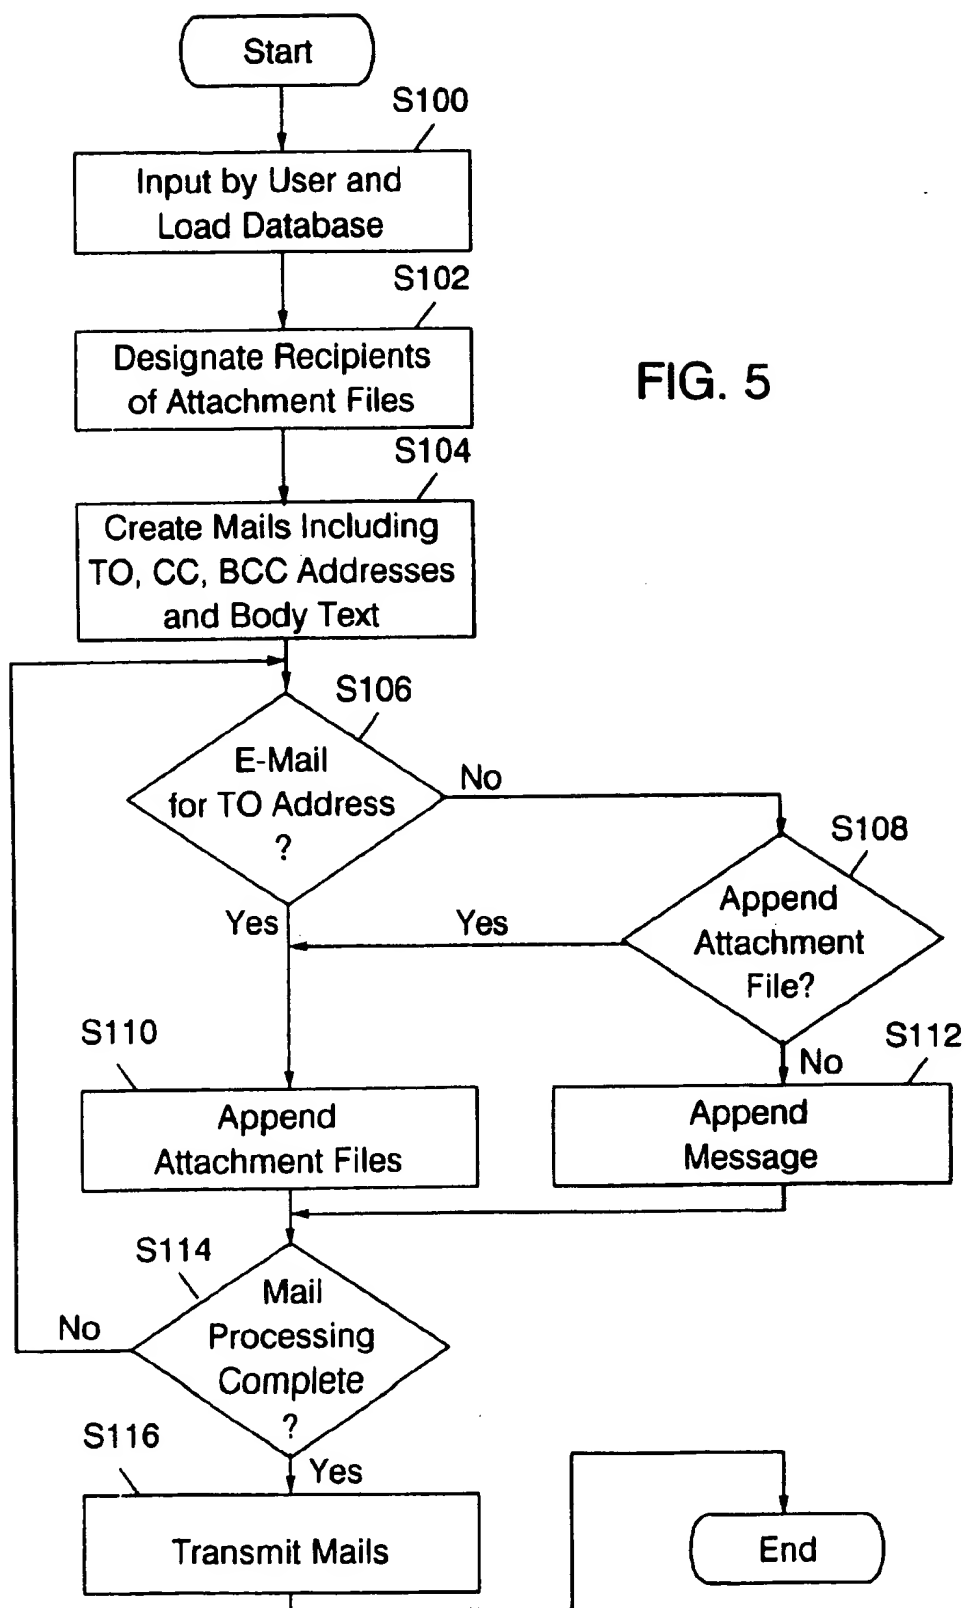 Start
S100
Input by User and
Load Database
S102
Designate Recipients
of Attachment Files
FIG. 5
S104
Create Mails Including
TO, CC, BCC Addresses
and Body Text
S106
E-Mail
for TO Address
?
No
S108
Append
Attachment
File?
Yes
Yes
S110
Append
Attachment Files
No
S112
Append
Message
S114
Mail
Processing
Complete
?
No
S116
Yes
Transmit Mails
End